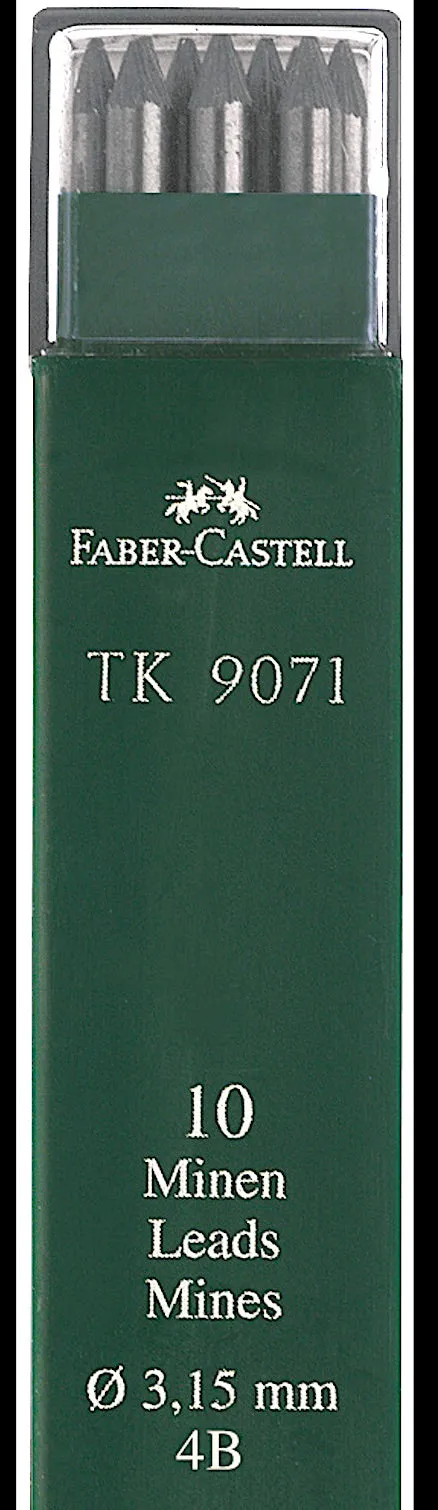 FABER-CASTELL
TK 9071
10
Minen
Leads
Mines
Ø 3,15 mm
4B